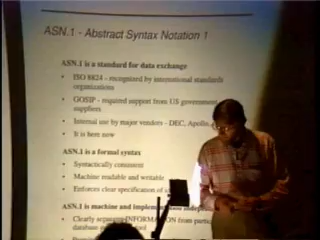 ASN.1 - Abstract Syntax Notation 1
ASN.1 is a standard for data exchange
• ISO 8824 - recognized by international standards
organizations
• GOSIP - required support from US government
suppliers
• Internal use by major vendors - DEC, Apollo,
• It is here now
ASN.1 is a formal syntax
• Syntactically consistent
• Machine readable and writable
• Enforces clear specification of
ASN.1 is machine and implementation
• Clearly separates INFORMATION from
database